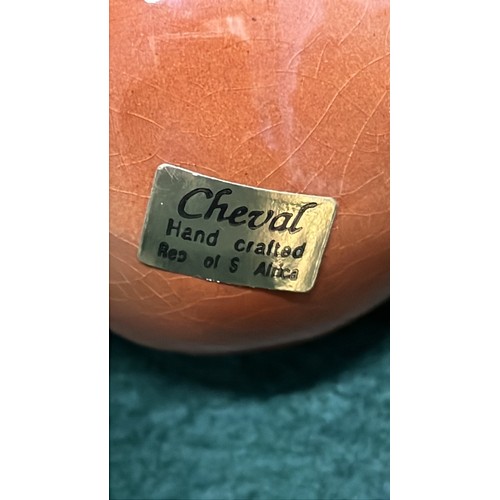 Cheval
Hand crafted
Rep of S Africa